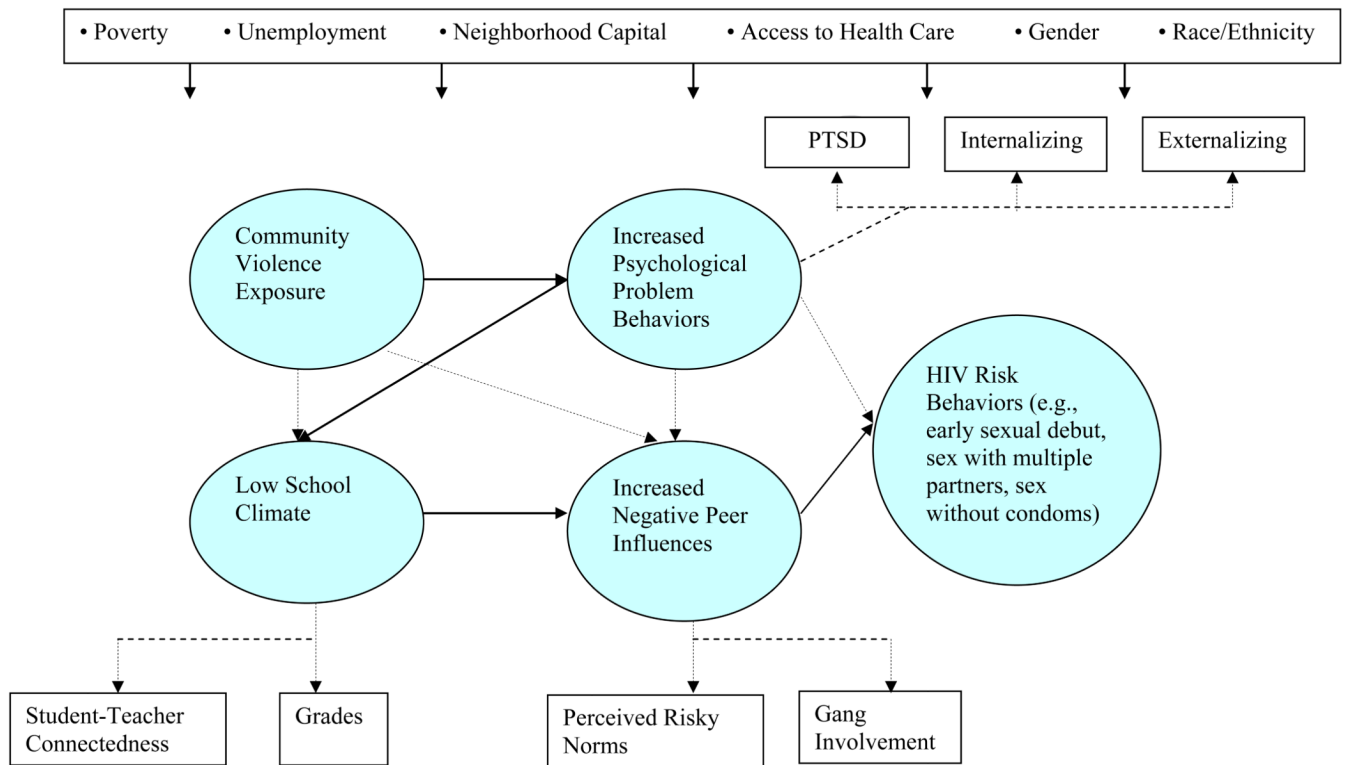 • Poverty • Unemployment • Neighborhood Capital • Access to Health Care • Gender • Race/Ethnicity
PTSD
Internalizing
Externalizing
Community
Violence
Exposure
Increased
Psychological
Problem
Behaviors
HIV Risk
Behaviors (e.g.,
early sexual debut,
sex with multiple
partners, sex
without condoms)
Low School
Climate
Increased
Negative Peer
Influences
Student-Teacher
Connectedness
Grades
Perceived Risky
Norms
Gang
Involvement